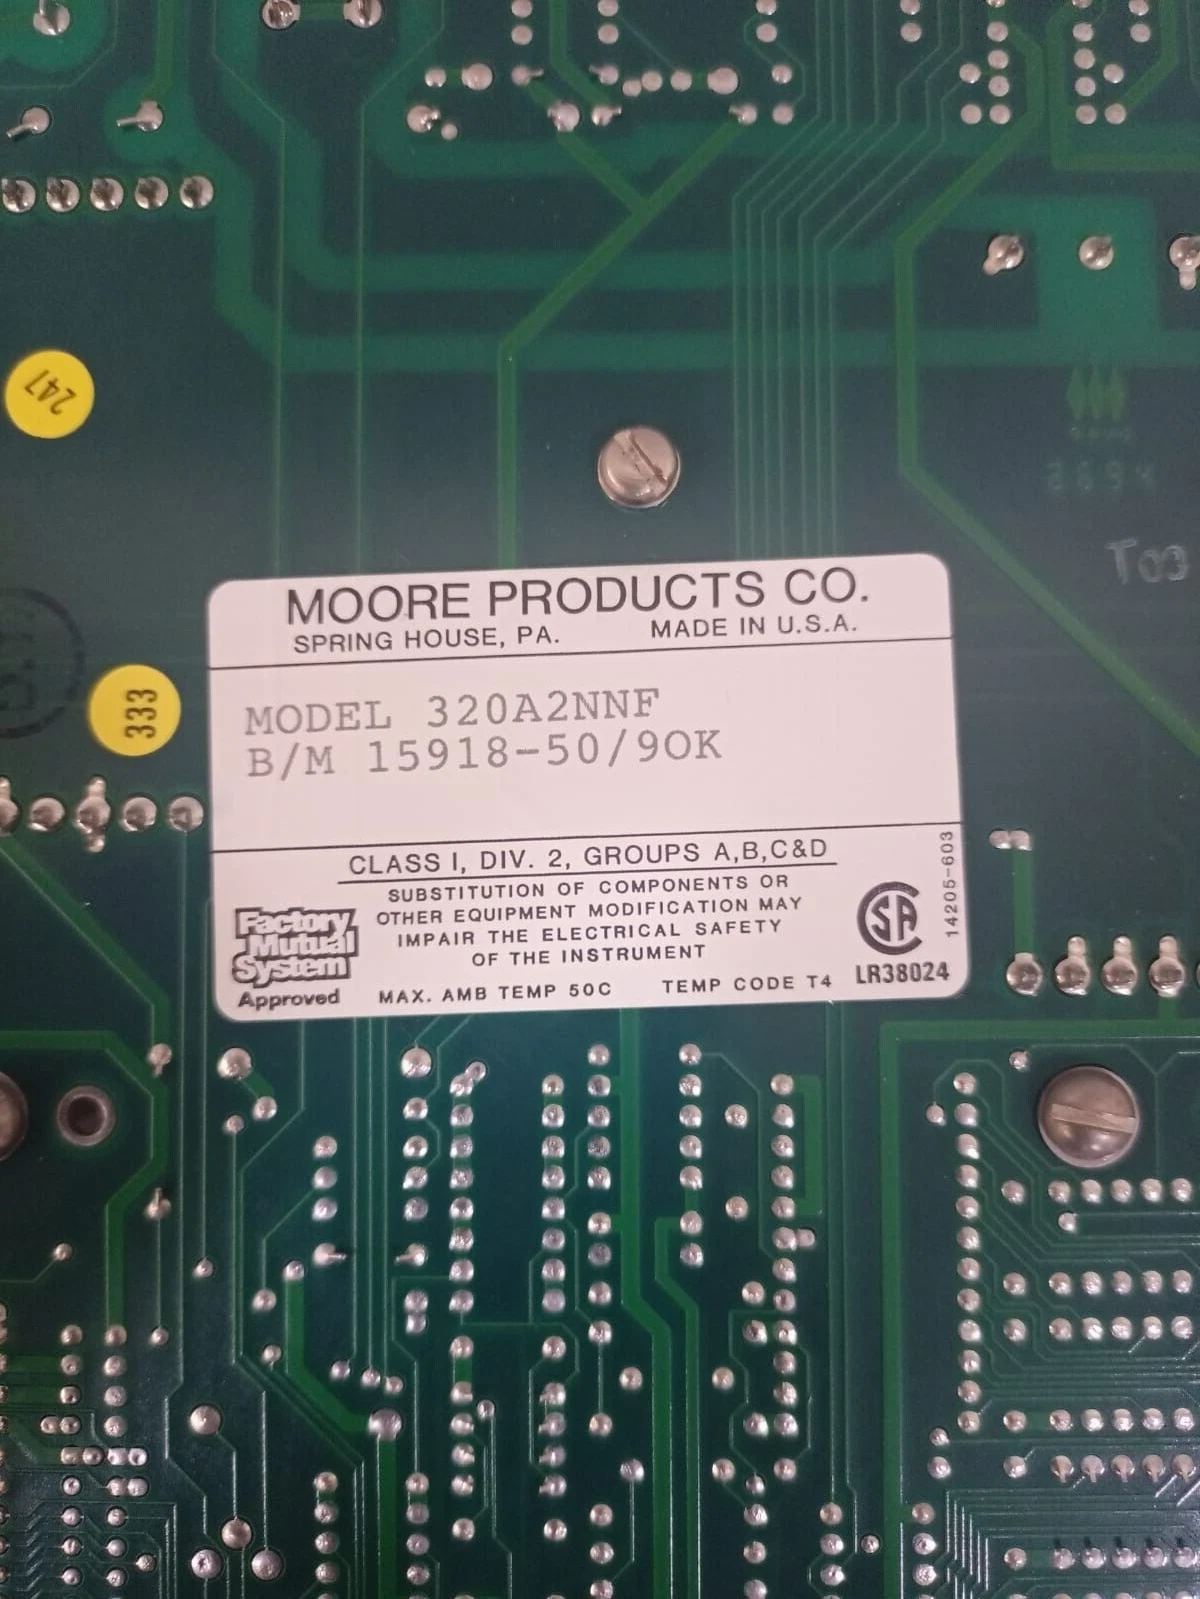 247
T03
MOORE PRODUCTS CO.
SPRING HOUSE, PA. MADE IN U.S.A.
333
MODEL 320A2NNF
B/M 15918-50/9OK
CLASS I, DIV. 2, GROUPS A,B,C&D
SUBSTITUTION OF COMPONENTS OR
OTHER EQUIPMENT MODIFICATION MAY
IMPAIR THE ELECTRICAL SAFETY
OF THE INSTRUMENT
Factory
Mutual
System
Approved
MAX. AMB TEMP 50C TEMP CODE T4
SA
LR38024
14205-603